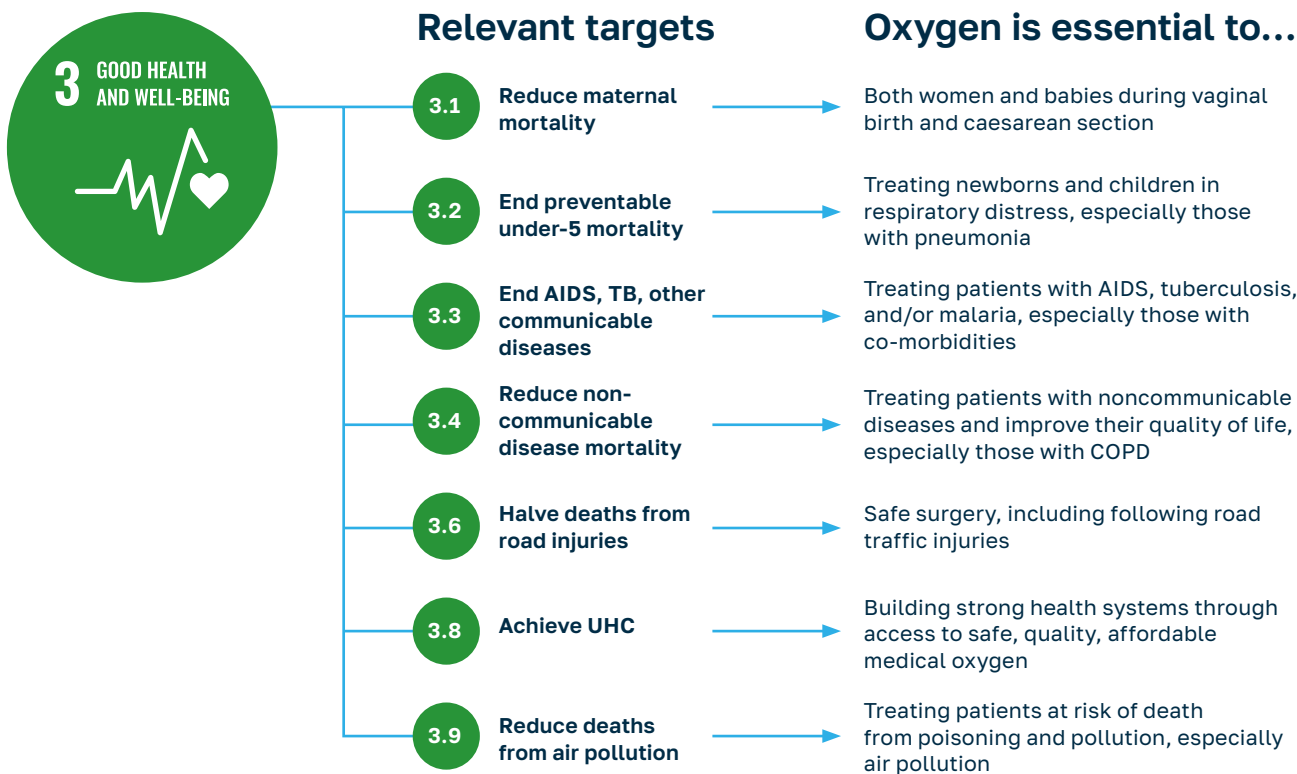 Relevant targets
Oxygen is essential to...
3
GOOD HEALTH
AND WELL-BEING
3.1
Reduce maternal
mortality
Both women and babies during vaginal
birth and caesarean section
3.2
End preventable
under-5 mortality
Treating newborns and children in
respiratory distress, especially those
with pneumonia
3.3
End AIDS, TB, other
communicable
diseases
Treating patients with AIDS, tuberculosis,
and/or malaria, especially those with
co-morbidities
3.4
Reduce non-
communicable
disease mortality
Treating patients with noncommunicable
diseases and improve their quality of life,
especially those with COPD
3.6
Halve deaths from
road injuries
Safe surgery, including following road
traffic injuries
3.8
Achieve UHC
Building strong health systems through
access to safe, quality, affordable
medical oxygen
3.9
Reduce deaths
from air pollution
Treating patients at risk of death
from poisoning and pollution, especially
air pollution